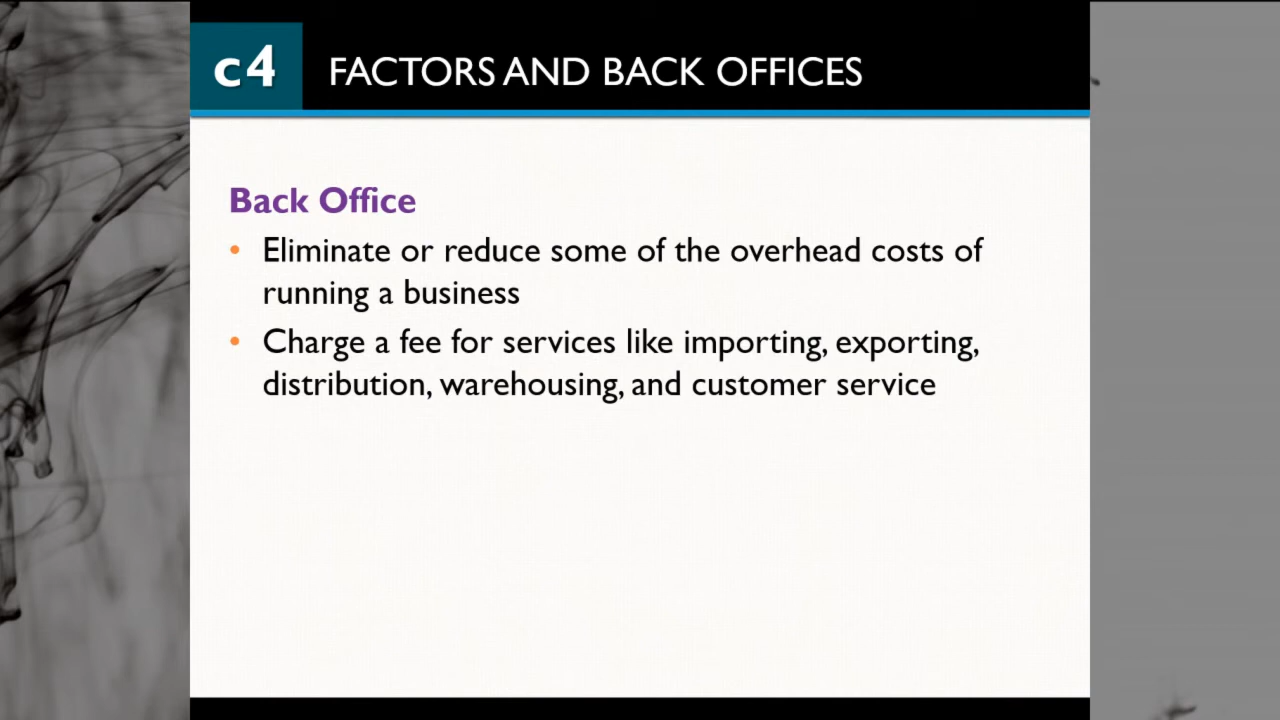 c4
FACTORS AND BACK OFFICES
Back Office
• Eliminate or reduce some of the overhead costs of
running a business
• Charge a fee for services like importing, exporting,
distribution, warehousing, and customer service